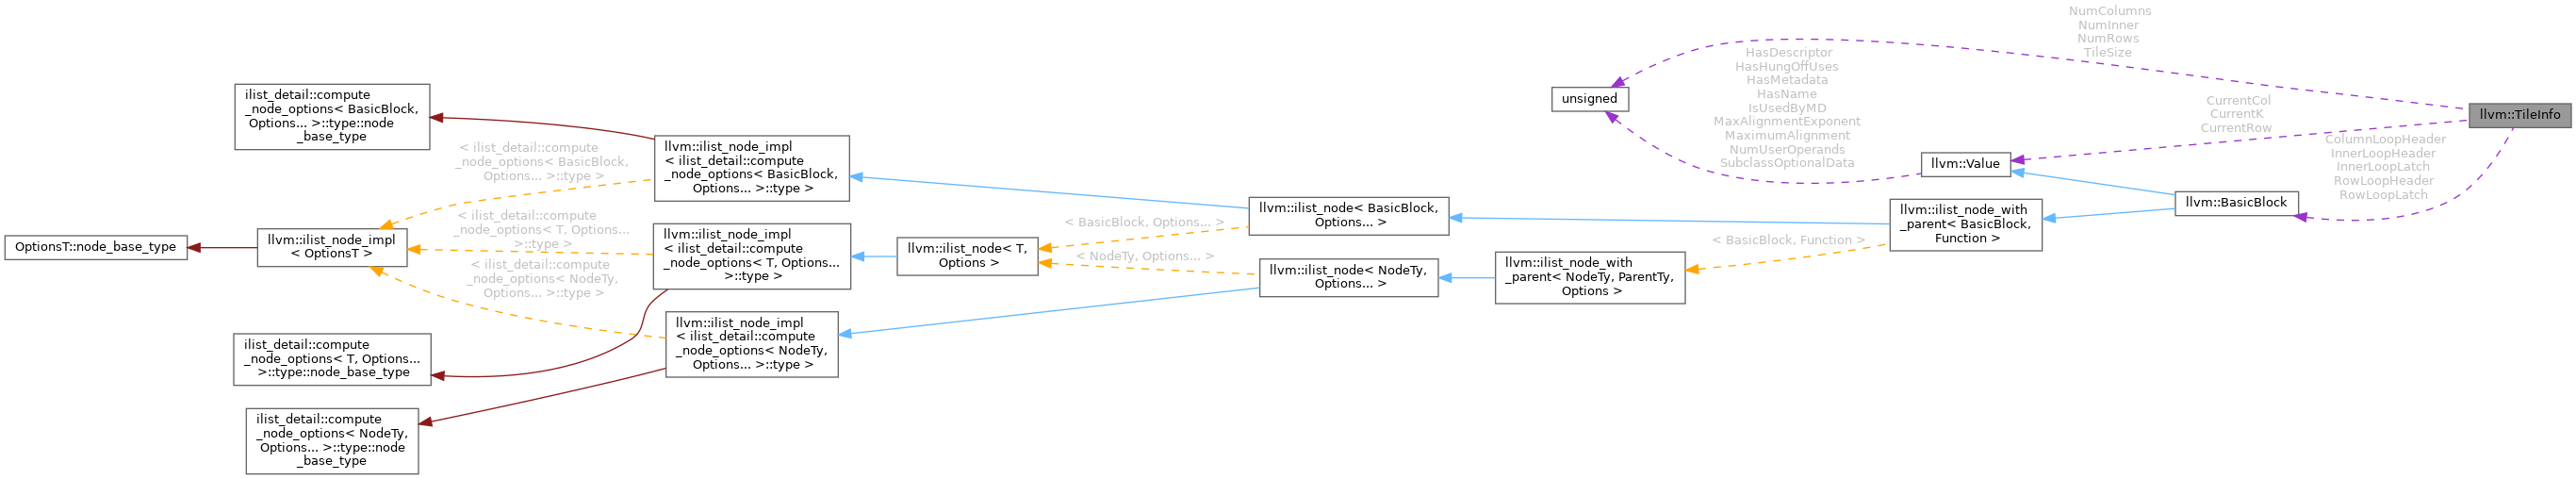 OptionsT::node_base_type
ilist_detail::compute
_node_options< BasicBlock,
Options... >::type::node
_base_type
ilist_detail::compute
_node_options< T, Options...
>::type::node_base_type
ilist_detail::compute
_node_options< NodeTy,
Options... >::type::node
_base_type
llvm::ilist_node_impl
< OptionsT >
< ilist_detail::compute
_node_options< BasicBlock,
Options... >::type >
< ilist_detail::compute
_node_options< T, Options...
>::type >
< ilist_detail::compute
_node_options< NodeTy,
Options... >::type >
llvm::ilist_node_impl
< ilist_detail::compute
_node_options< BasicBlock,
Options... >::type >
llvm::ilist_node_impl
< ilist_detail::compute
_node_options< T, Options...
>::type >
llvm::ilist_node_impl
< ilist_detail::compute
_node_options< NodeTy,
Options... >::type >
llvm::ilist_node< T,
Options >
< BasicBlock, Options... >
< NodeTy, Options... >
llvm::ilist_node< BasicBlock,
Options... >
llvm::ilist_node< NodeTy,
Options... >
llvm::ilist_node_with
_parent< NodeTy, ParentTy,
Options >
unsigned
< BasicBlock, Function >
HasDescriptor
HasHungOffUses
HasMetadata
HasName
IsUsedByMD
MaxAlignmentExponent
MaximumAlignment
NumUserOperands
SubclassOptionalData
llvm::ilist_node_with
_parent< BasicBlock,
Function >
llvm::Value
NumColumns
NumInner
NumRows
TileSize
CurrentCol
CurrentK
CurrentRow
llvm::BasicBlock
ColumnLoopHeader
InnerLoopHeader
InnerLoopLatch
RowLoopHeader
RowLoopLatch
llvm::TileInfo